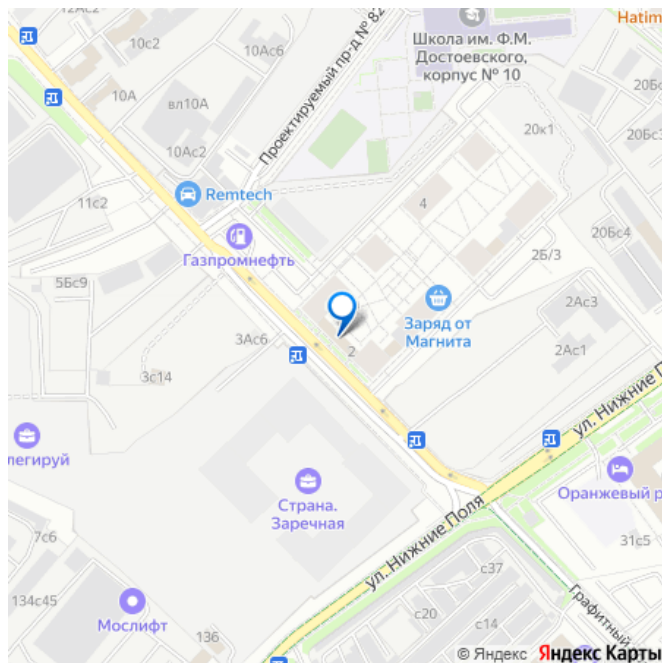 Hatim
Школа им. Ф.М.
Достоевского,
корпус № 10
10с2
10Ас6
10А
вл10А
Проектируемый пр-д № 82
20к1
20Бс
10Ас2
11с2
Remtech
4
20Бс4
Газпромнефть
2Б/3
5Бс9
Заряд от
Магнита
2Ас3
3Ас6
2
2Ас1
3с14
ул. Нижние П
легируй
Страна.
Заречная
Оранжевый р
ул. Нижние Поля
7с6
31с5
134с45
с37
Мослифт
с20
Графитный
136
с14
© Яндекс Яндекс Карты